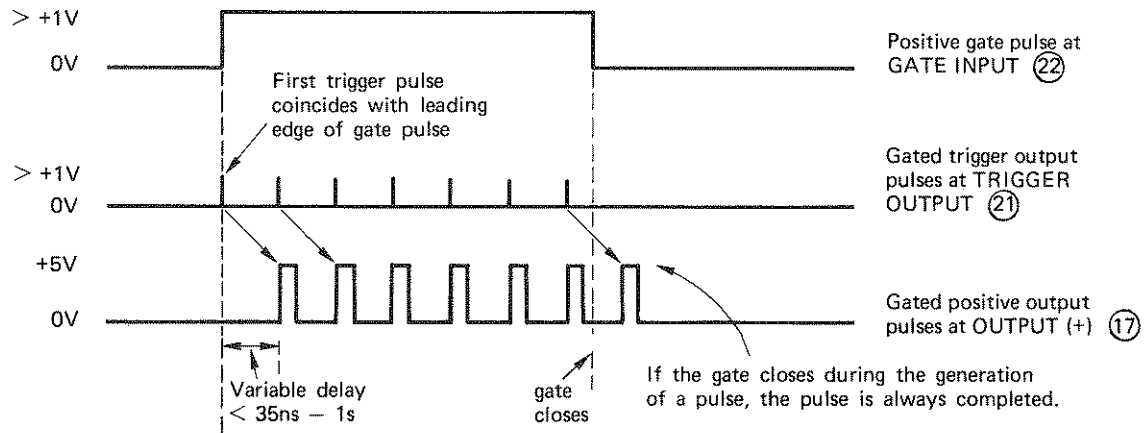 > +1V
0V
Positive gate pulse at
GATE INPUT 22
First trigger pulse
coincides with leading
edge of gate pulse
> +1V
0V
Gated trigger output
pulses at TRIGGER
OUTPUT 21
+5V
0V
Gated positive output
pulses at OUTPUT (+) 17
Variable delay
< 35ns – 1s
gate
closes
If the gate closes during the generation
of a pulse, the pulse is always completed.